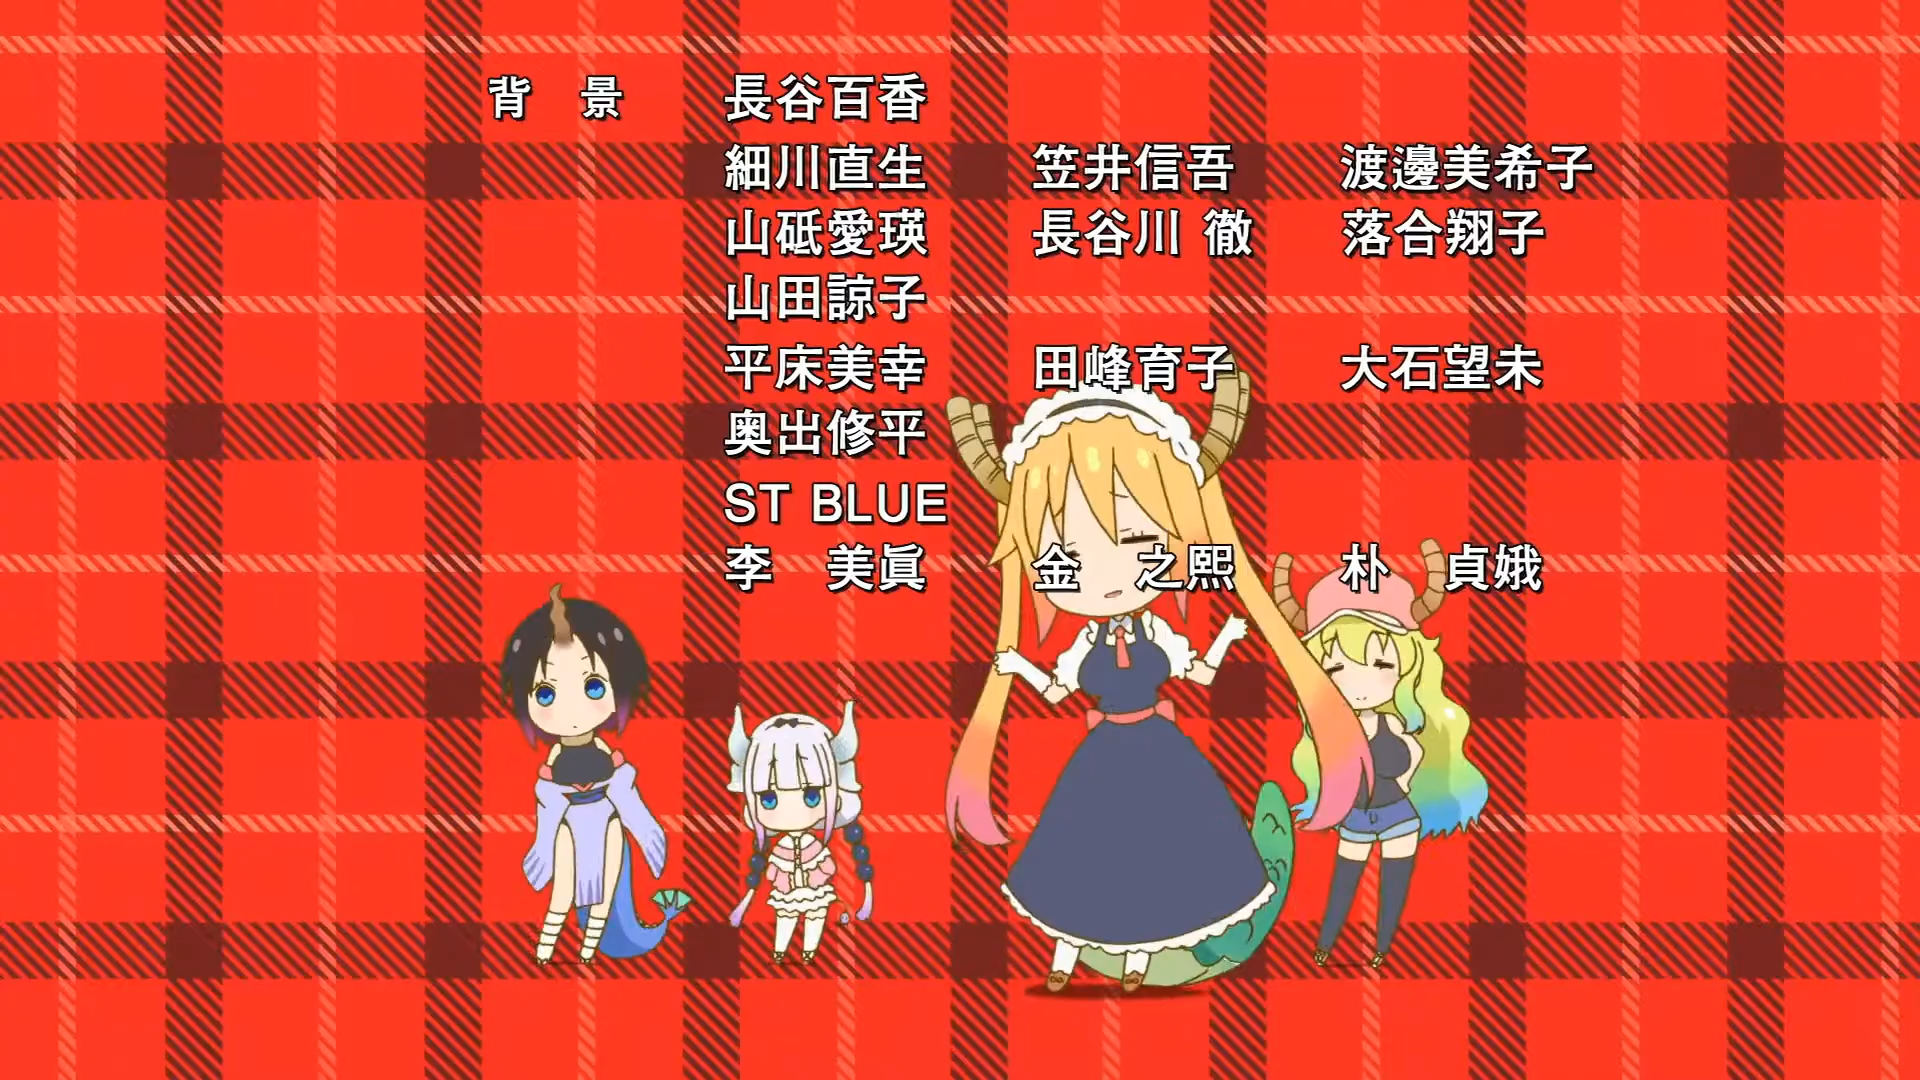 背　景　長谷百香
細川直生　笠井信吾　渡邊美希子
山砥愛瑛　長谷川 徹　落合翔子
山田諒子
平床美幸　田峰育子　大石望未
奥出修平
ST BLUE
李　美眞　金　之熙　朴　貞娥